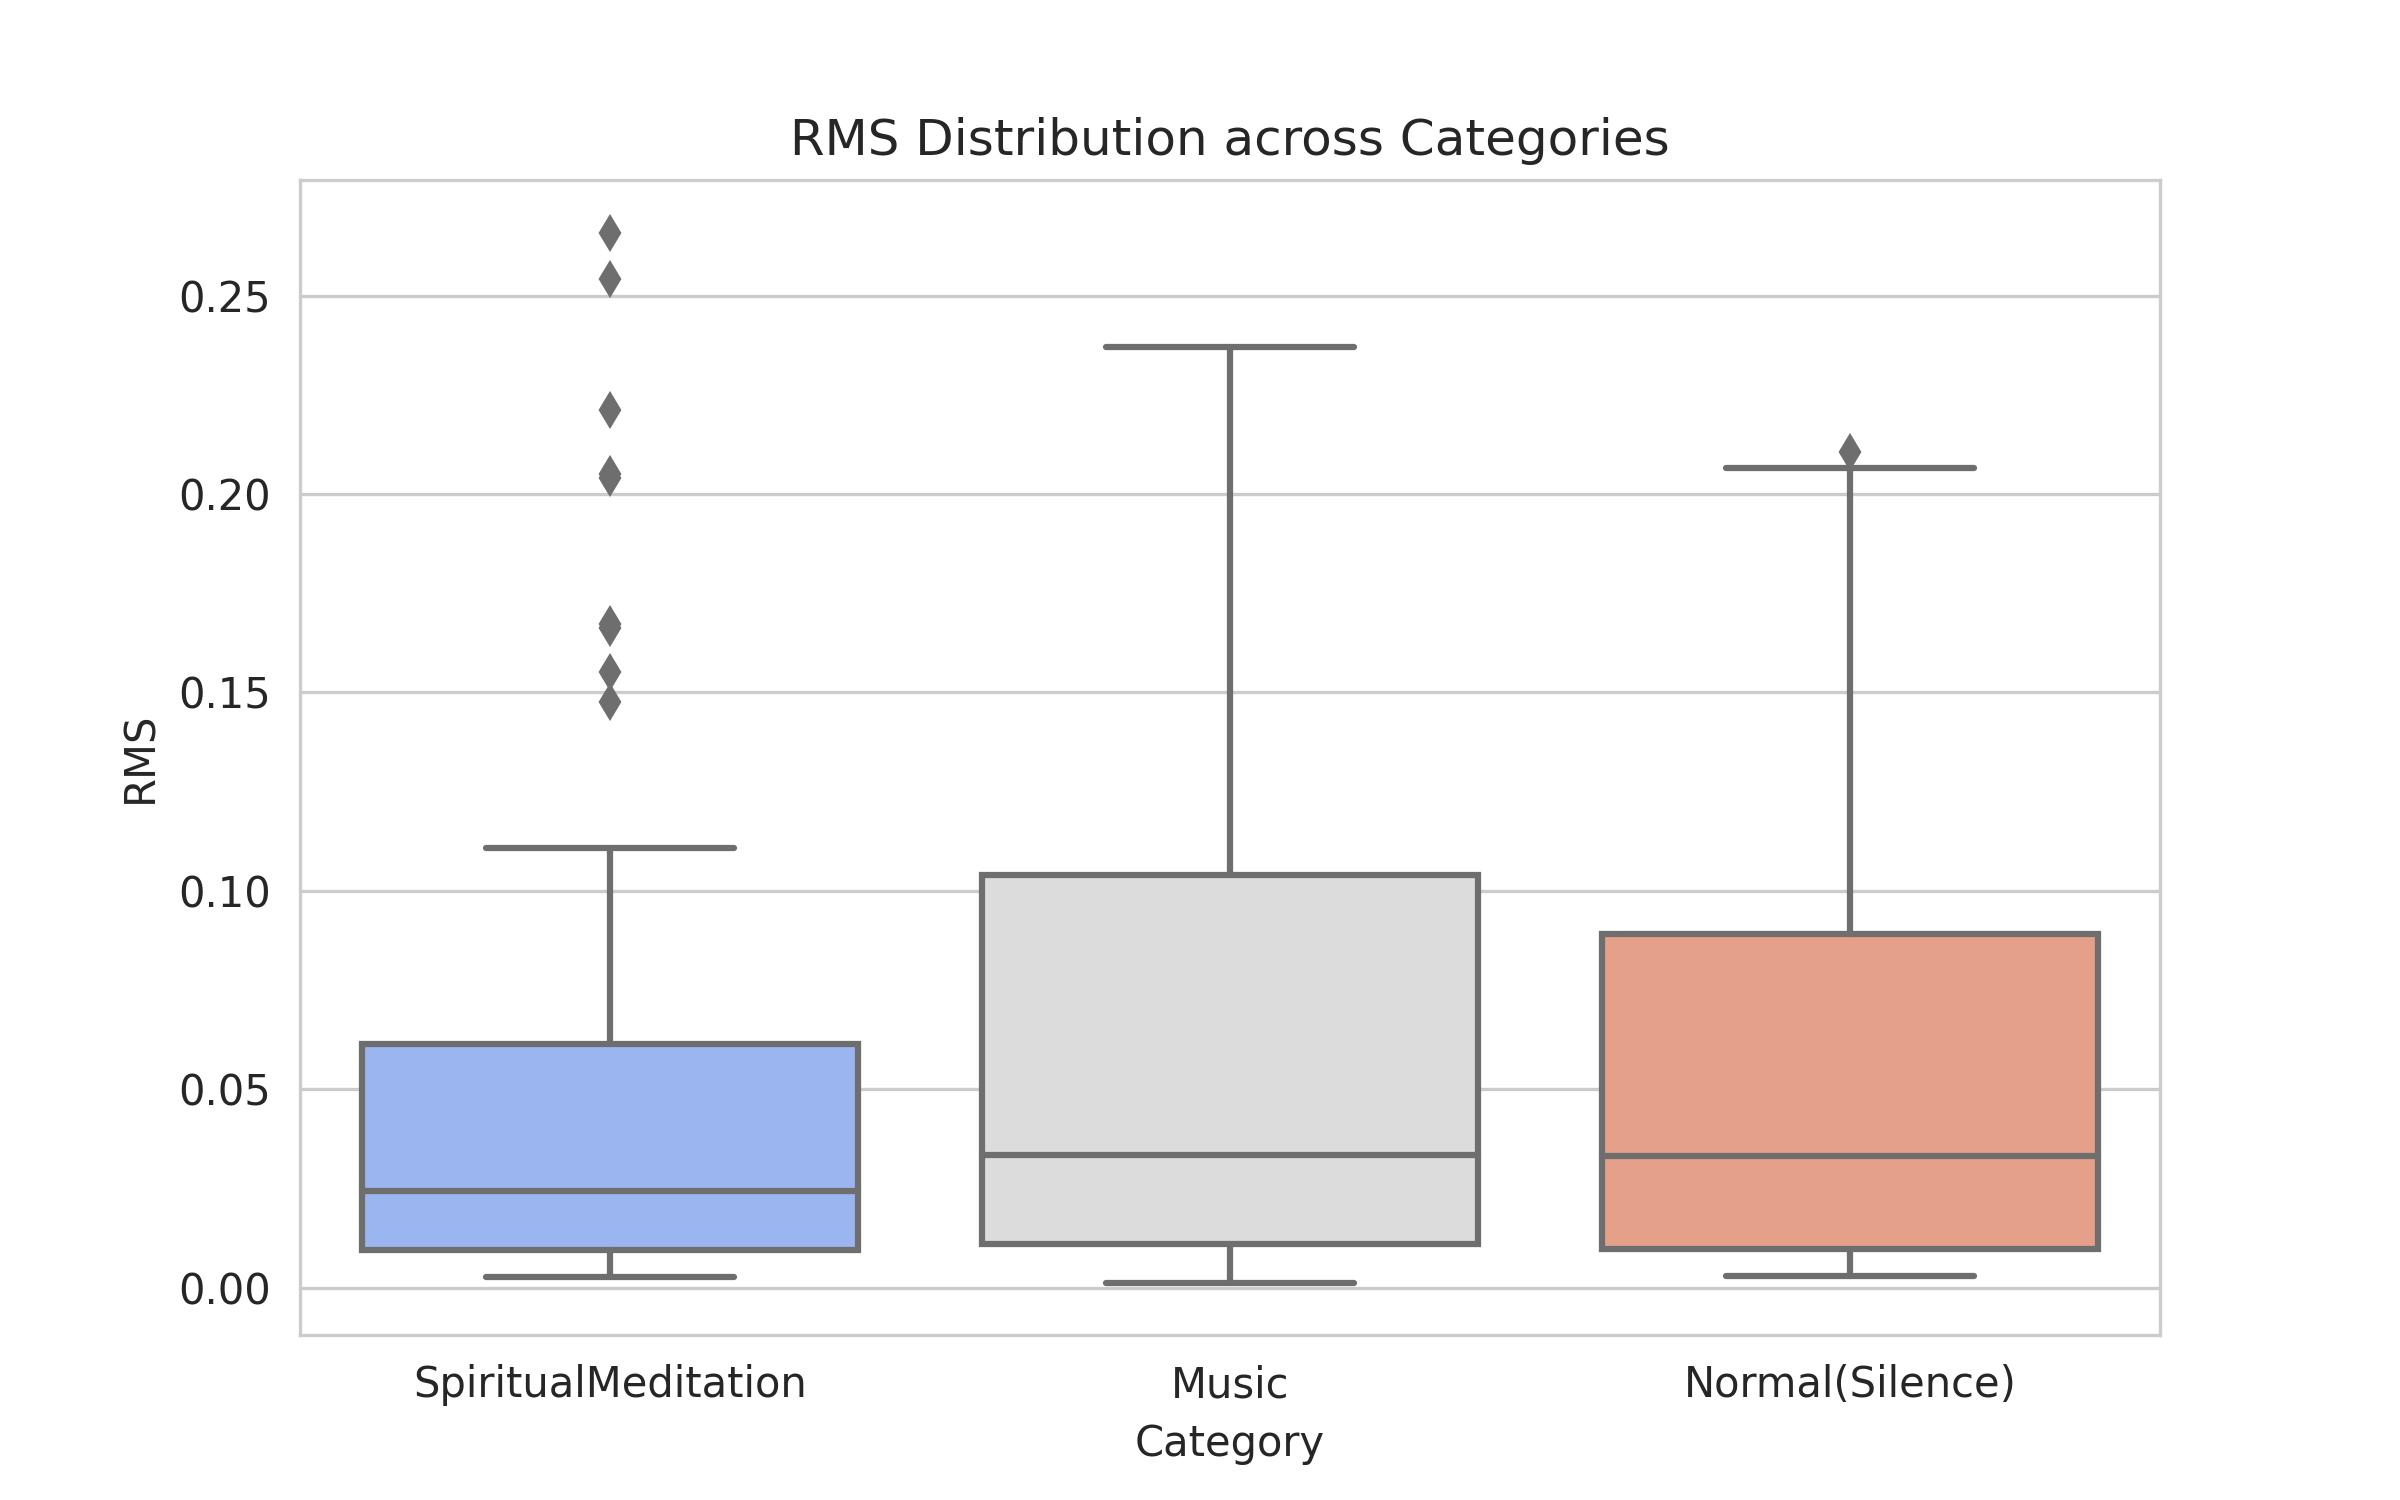 RMS Distribution across Categories
0.25
0.20
0.15
0.10
0.05
0.00
RMS
SpiritualMeditation
Music
Normal(Silence)
Category